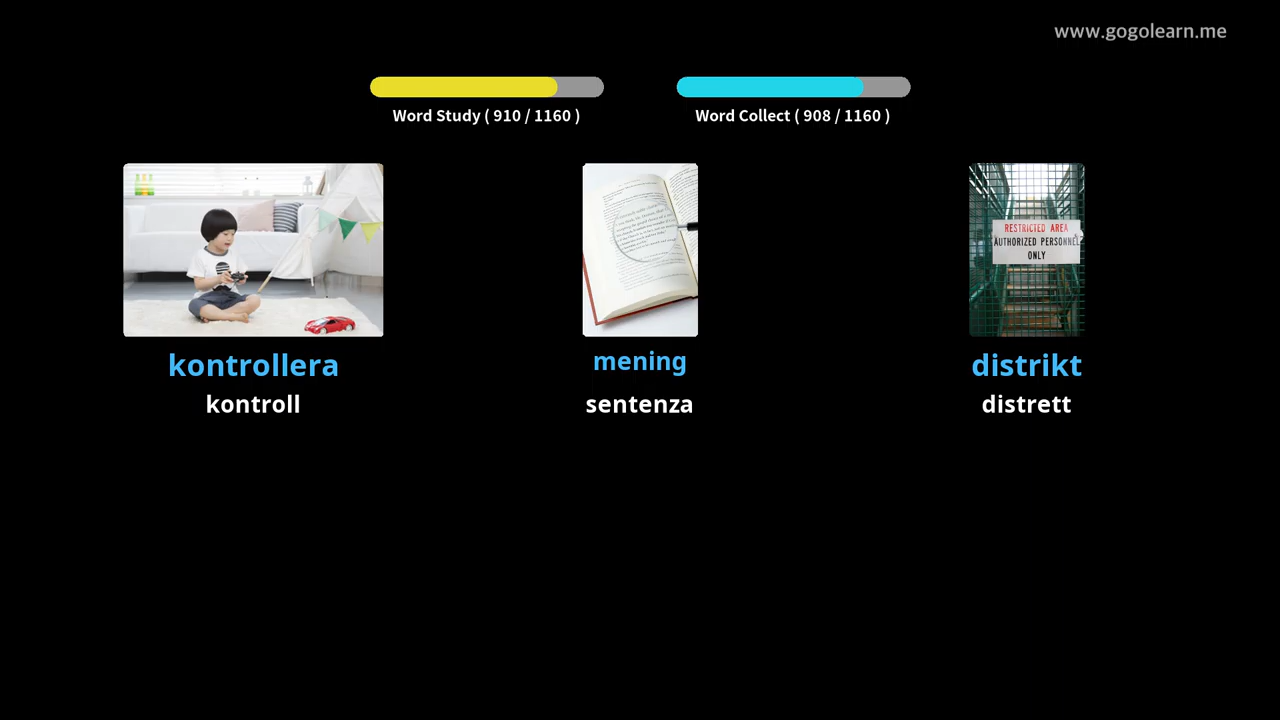 www.gogolearn.me
Word Study ( 910 / 1160 )
Word Collect ( 908 / 1160 )
RESTRICTED AREA
AUTHORIZED PERSONNEL
ONLY
kontrollera
kontroll
mening
sentenza
distrikt
distrett